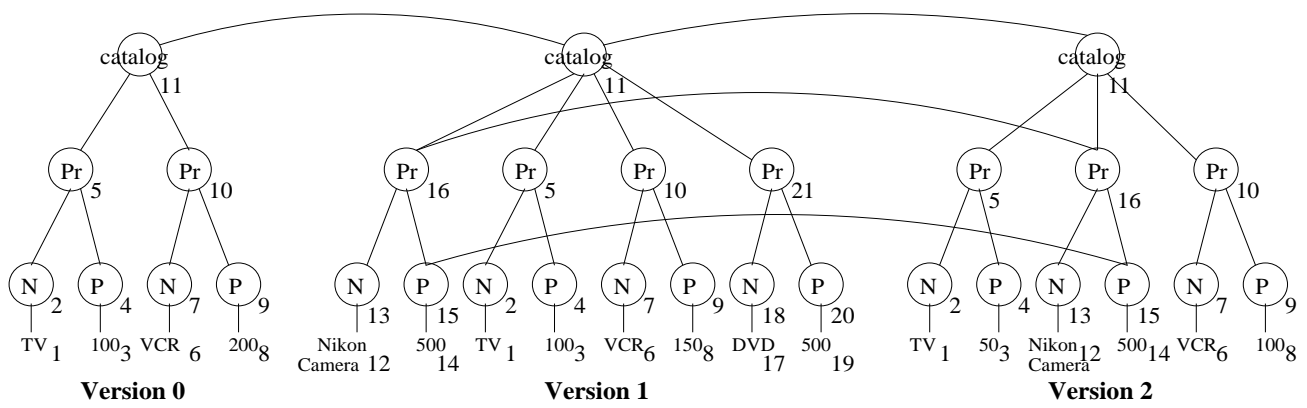 catalog catalog catalog
11 11 11
Pr Pr Pr Pr Pr Pr Pr Pr Pr
5 10 16 5 10 21 5 16 10
N P N P N P N P N P N P N P N P N P
2 4 7 9 13 15 2 4 7 9 18 20 2 4 13 15 7 9
TV 1 100 3 VCR 6 200 8 Nikon 500 TV 1 100 3 VCR 6 150 8 DVD 500 TV 1 50 3 Nikon 12 500 14 VCR 6 100 8
Camera 12 14 17 19 Camera
Version 0 Version 1 Version 2